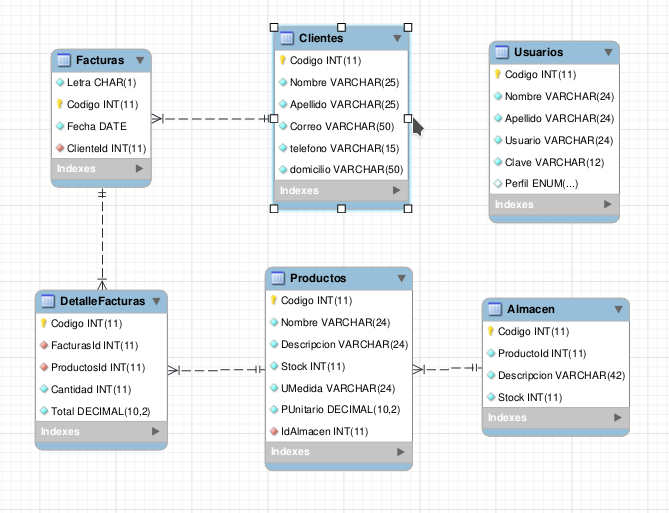 Facturas
Letra CHAR(1)
Codigo INT(11)
Fecha DATE
ClienteId INT(11)
Indexes
Clientes
Codigo INT(11)
Nombre VARCHAR(25)
Apellido VARCHAR(25)
Correo VARCHAR(50)
telefono VARCHAR(15)
domicilio VARCHAR(50)
Indexes
Usuarios
Codigo INT(11)
Nombre VARCHAR(24)
Apellido VARCHAR(24)
Usuario VARCHAR(24)
Clave VARCHAR(12)
Perfil ENUM(...)
Indexes
DetalleFacturas
Codigo INT(11)
FacturasId INT(11)
ProductosId INT(11)
Cantidad INT(11)
Total DECIMAL(10,2)
Indexes
Productos
Codigo INT(11)
Nombre VARCHAR(24)
Descripcion VARCHAR(24)
Stock INT(11)
UMedida VARCHAR(24)
PUnitario DECIMAL(10,2)
IdAlmacen INT(11)
Indexes
Almacen
Codigo INT(11)
ProductoId INT(11)
Descripcion VARCHAR(42)
Stock INT(11)
Indexes